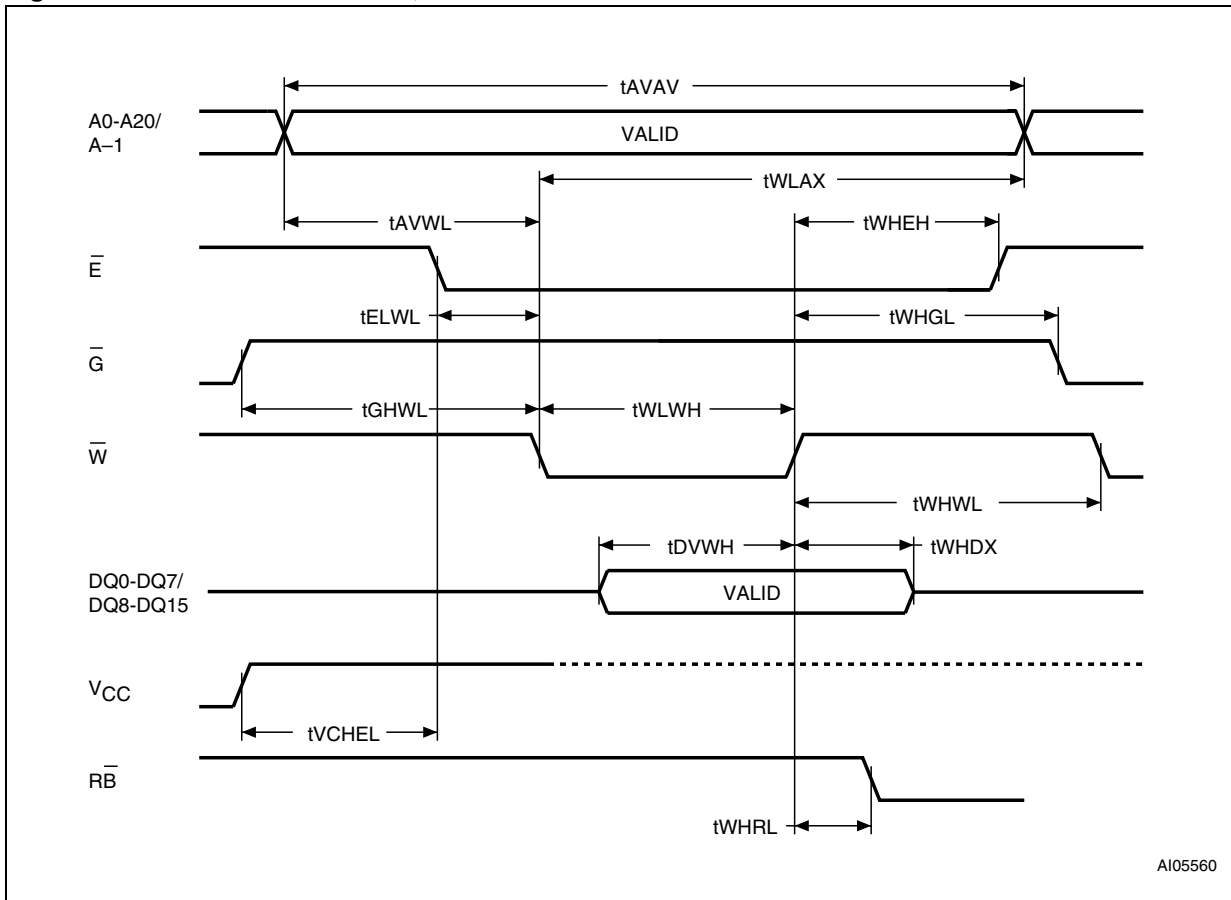 tAVAV
A0-A20/
A–1
VALID
tWLAX
tAVWL
tWHEH
E̅
tELWL
tWHGL
G̅
tGHWL
tWLWH
W̅
tWHWL
tDVWH
tWHDX
DQ0-DQ7/
DQ8-DQ15
VALID
VCC
tVCHEL
RB̅
tWHRL
AI05560